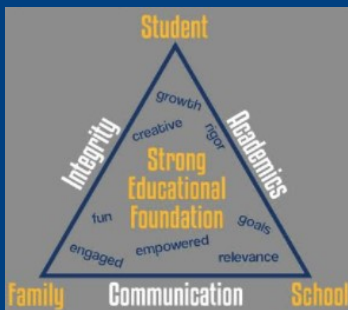 Student
growth
creative
rigor
Integrity
Academics
Strong
Educational
Foundation
fun
goals
engaged
empowered
relevance
Family
Communication
School